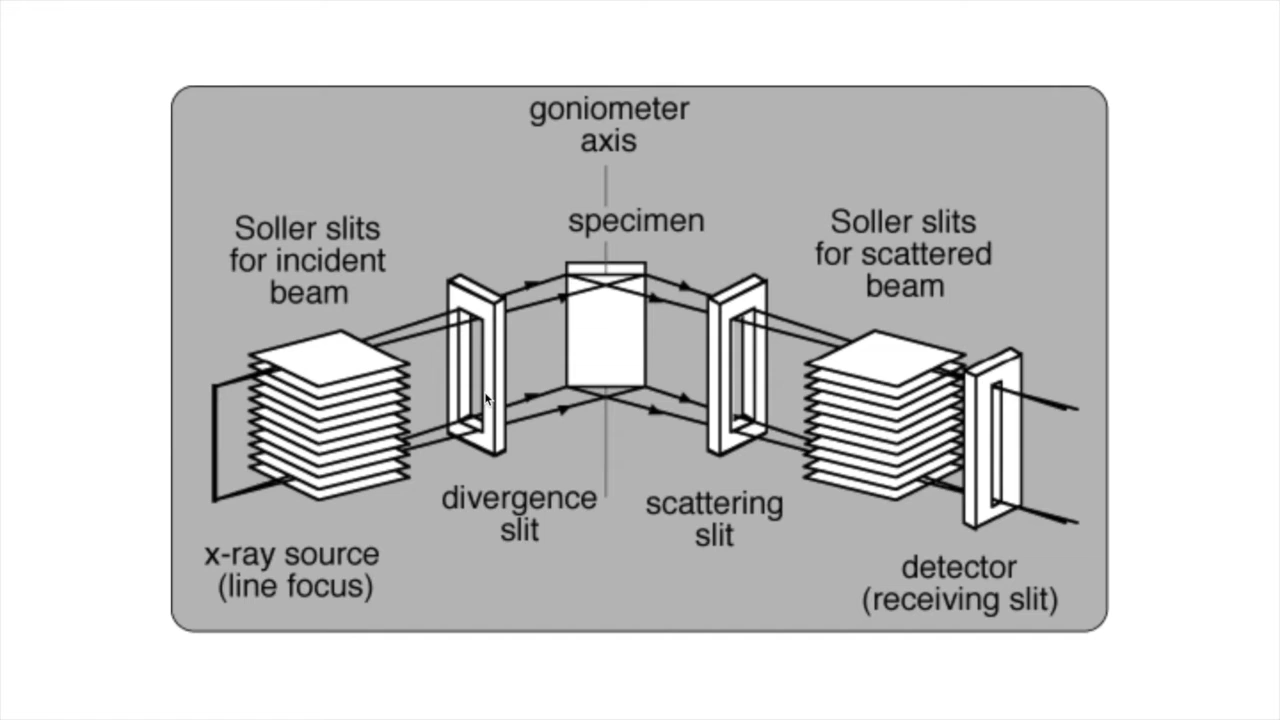 goniometer
axis
specimen
Soller slits
for incident
beam
Soller slits
for scattered
beam
divergence
slit
scattering
slit
x-ray source
(line focus)
detector
(receiving slit)